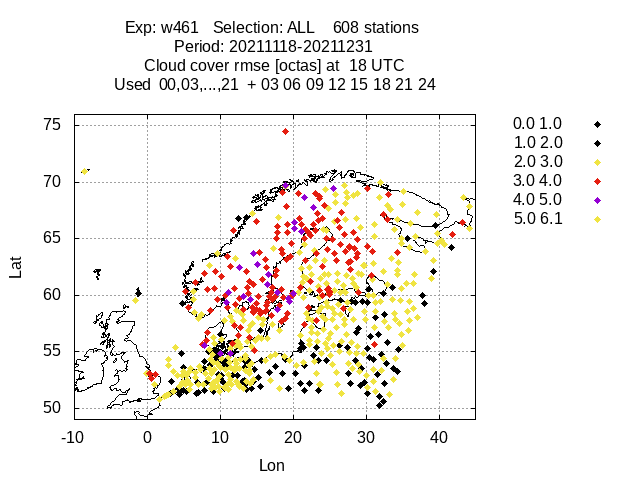 Exp: w461   Selection: ALL    608 stations
Period: 20211118-20211231
Cloud cover rmse [octas] at  18 UTC
Used  00,03,...,21  + 03 06 09 12 15 18 21 24
75
70
65
60
55
50
Lat
-10 0 10 20 30 40
Lon
0.0 1.0
1.0 2.0
2.0 3.0
3.0 4.0
4.0 5.0
5.0 6.1